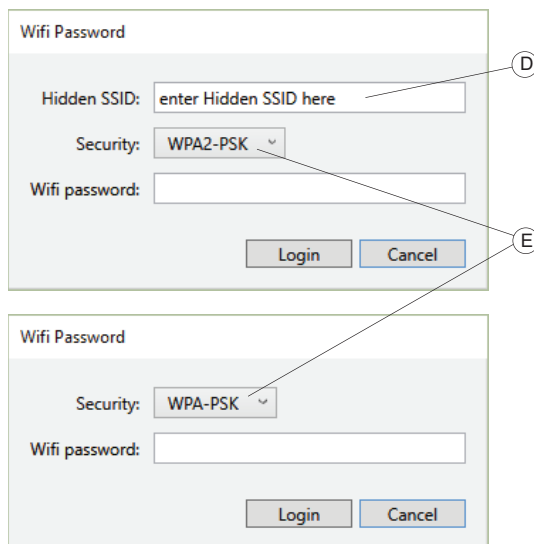 Wifi Password
D
Hidden SSID: enter Hidden SSID here
Security: WPA2-PSK
Wifi password:
E
Login Cancel
Wifi Password
Security: WPA-PSK
Wifi password:
Login Cancel